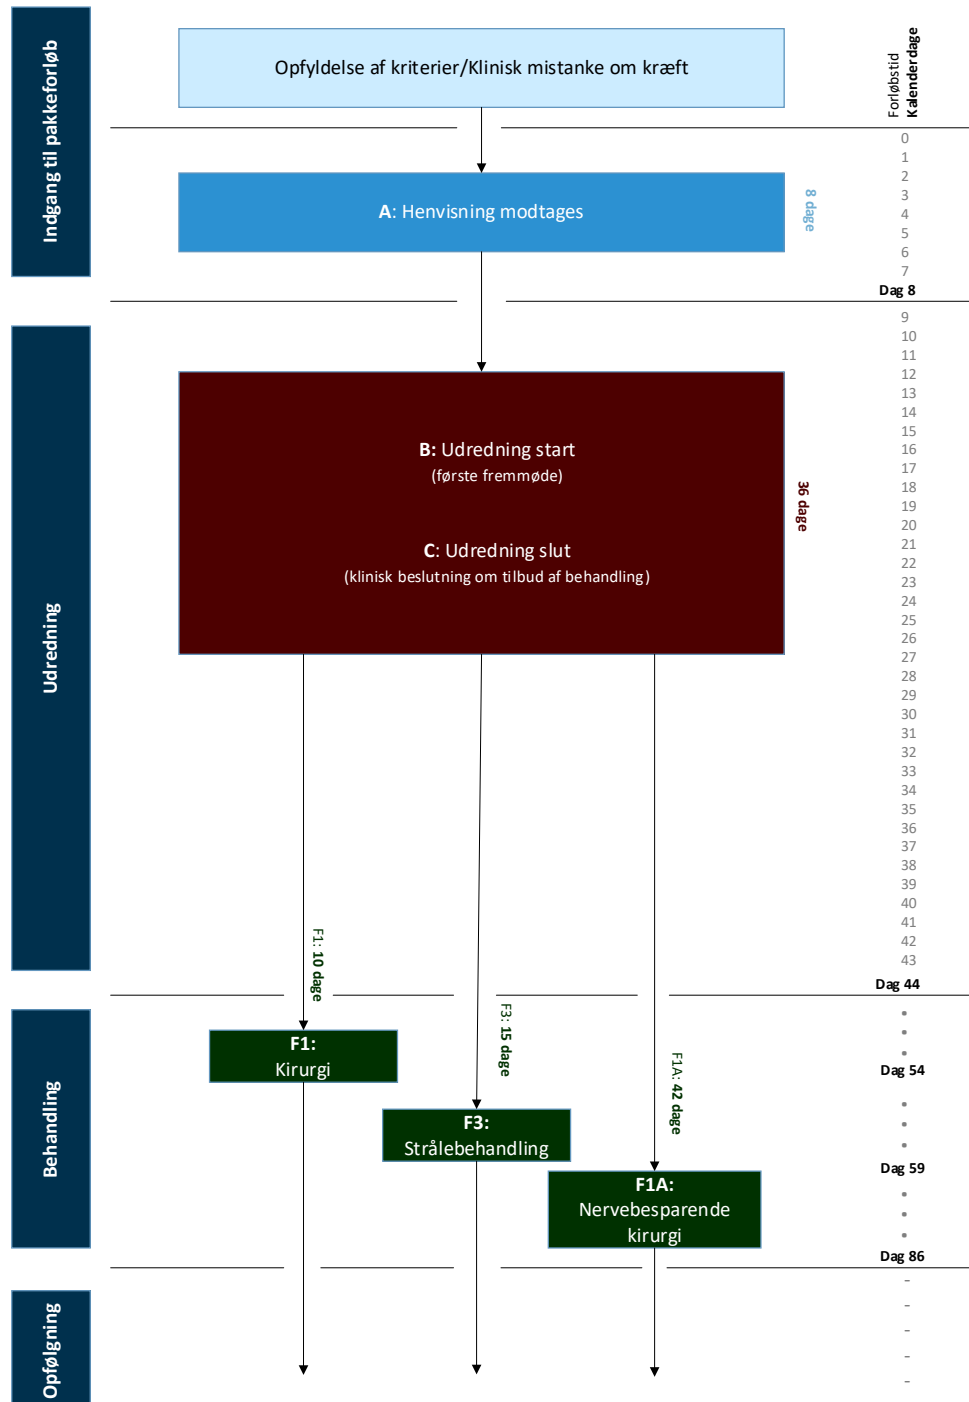 Indgang til pakkeforløb
Opfyldelse af kriterier/Klinisk mistanke om kræft
Forløbstid
Kalenderdage
0
1
2
3
4
5
6
7
A: Henvisning modtages
8 dage
Dag 8
Udredning
9
10
11
12
13
14
15
16
17
18
19
20
21
22
23
24
25
26
27
28
29
30
31
32
33
34
35
36
37
38
39
40
41
42
43
B: Udredning start
(første fremmøde)
C: Udredning slut
(klinisk beslutning om tilbud af behandling)
36 dage
F1: 10 dage
Dag 44
Behandling
F3: 15 dage
F1A: 42 dage
F1:
Kirurgi
Dag 54
F3:
Strålebehandling
Dag 59
F1A:
Nervebesparende
kirurgi
Dag 86
Opfølgning